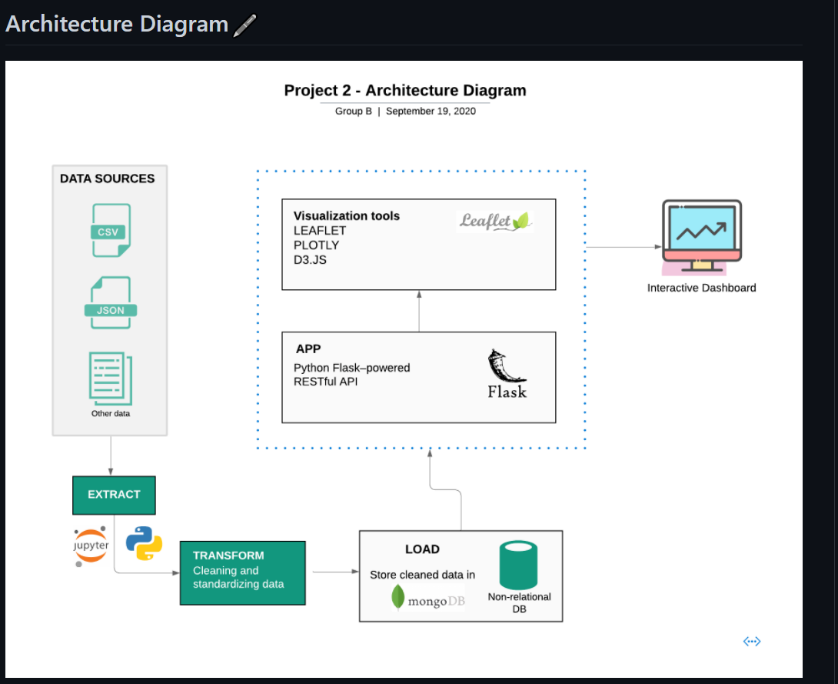 Architecture Diagram
Project 2 - Architecture Diagram
Group B | September 19, 2020
DATA SOURCES
CSV
JSON
Other data
Visualization tools
LEAFLET
PLOTLY
D3.JS
Leaflet
APP
Python Flask–powered
RESTful API
Flask
Interactive Dashboard
EXTRACT
jupyter
TRANSFORM
Cleaning and
standardizing data
LOAD
Store cleaned data in
mongoDB
Non-relational
DB